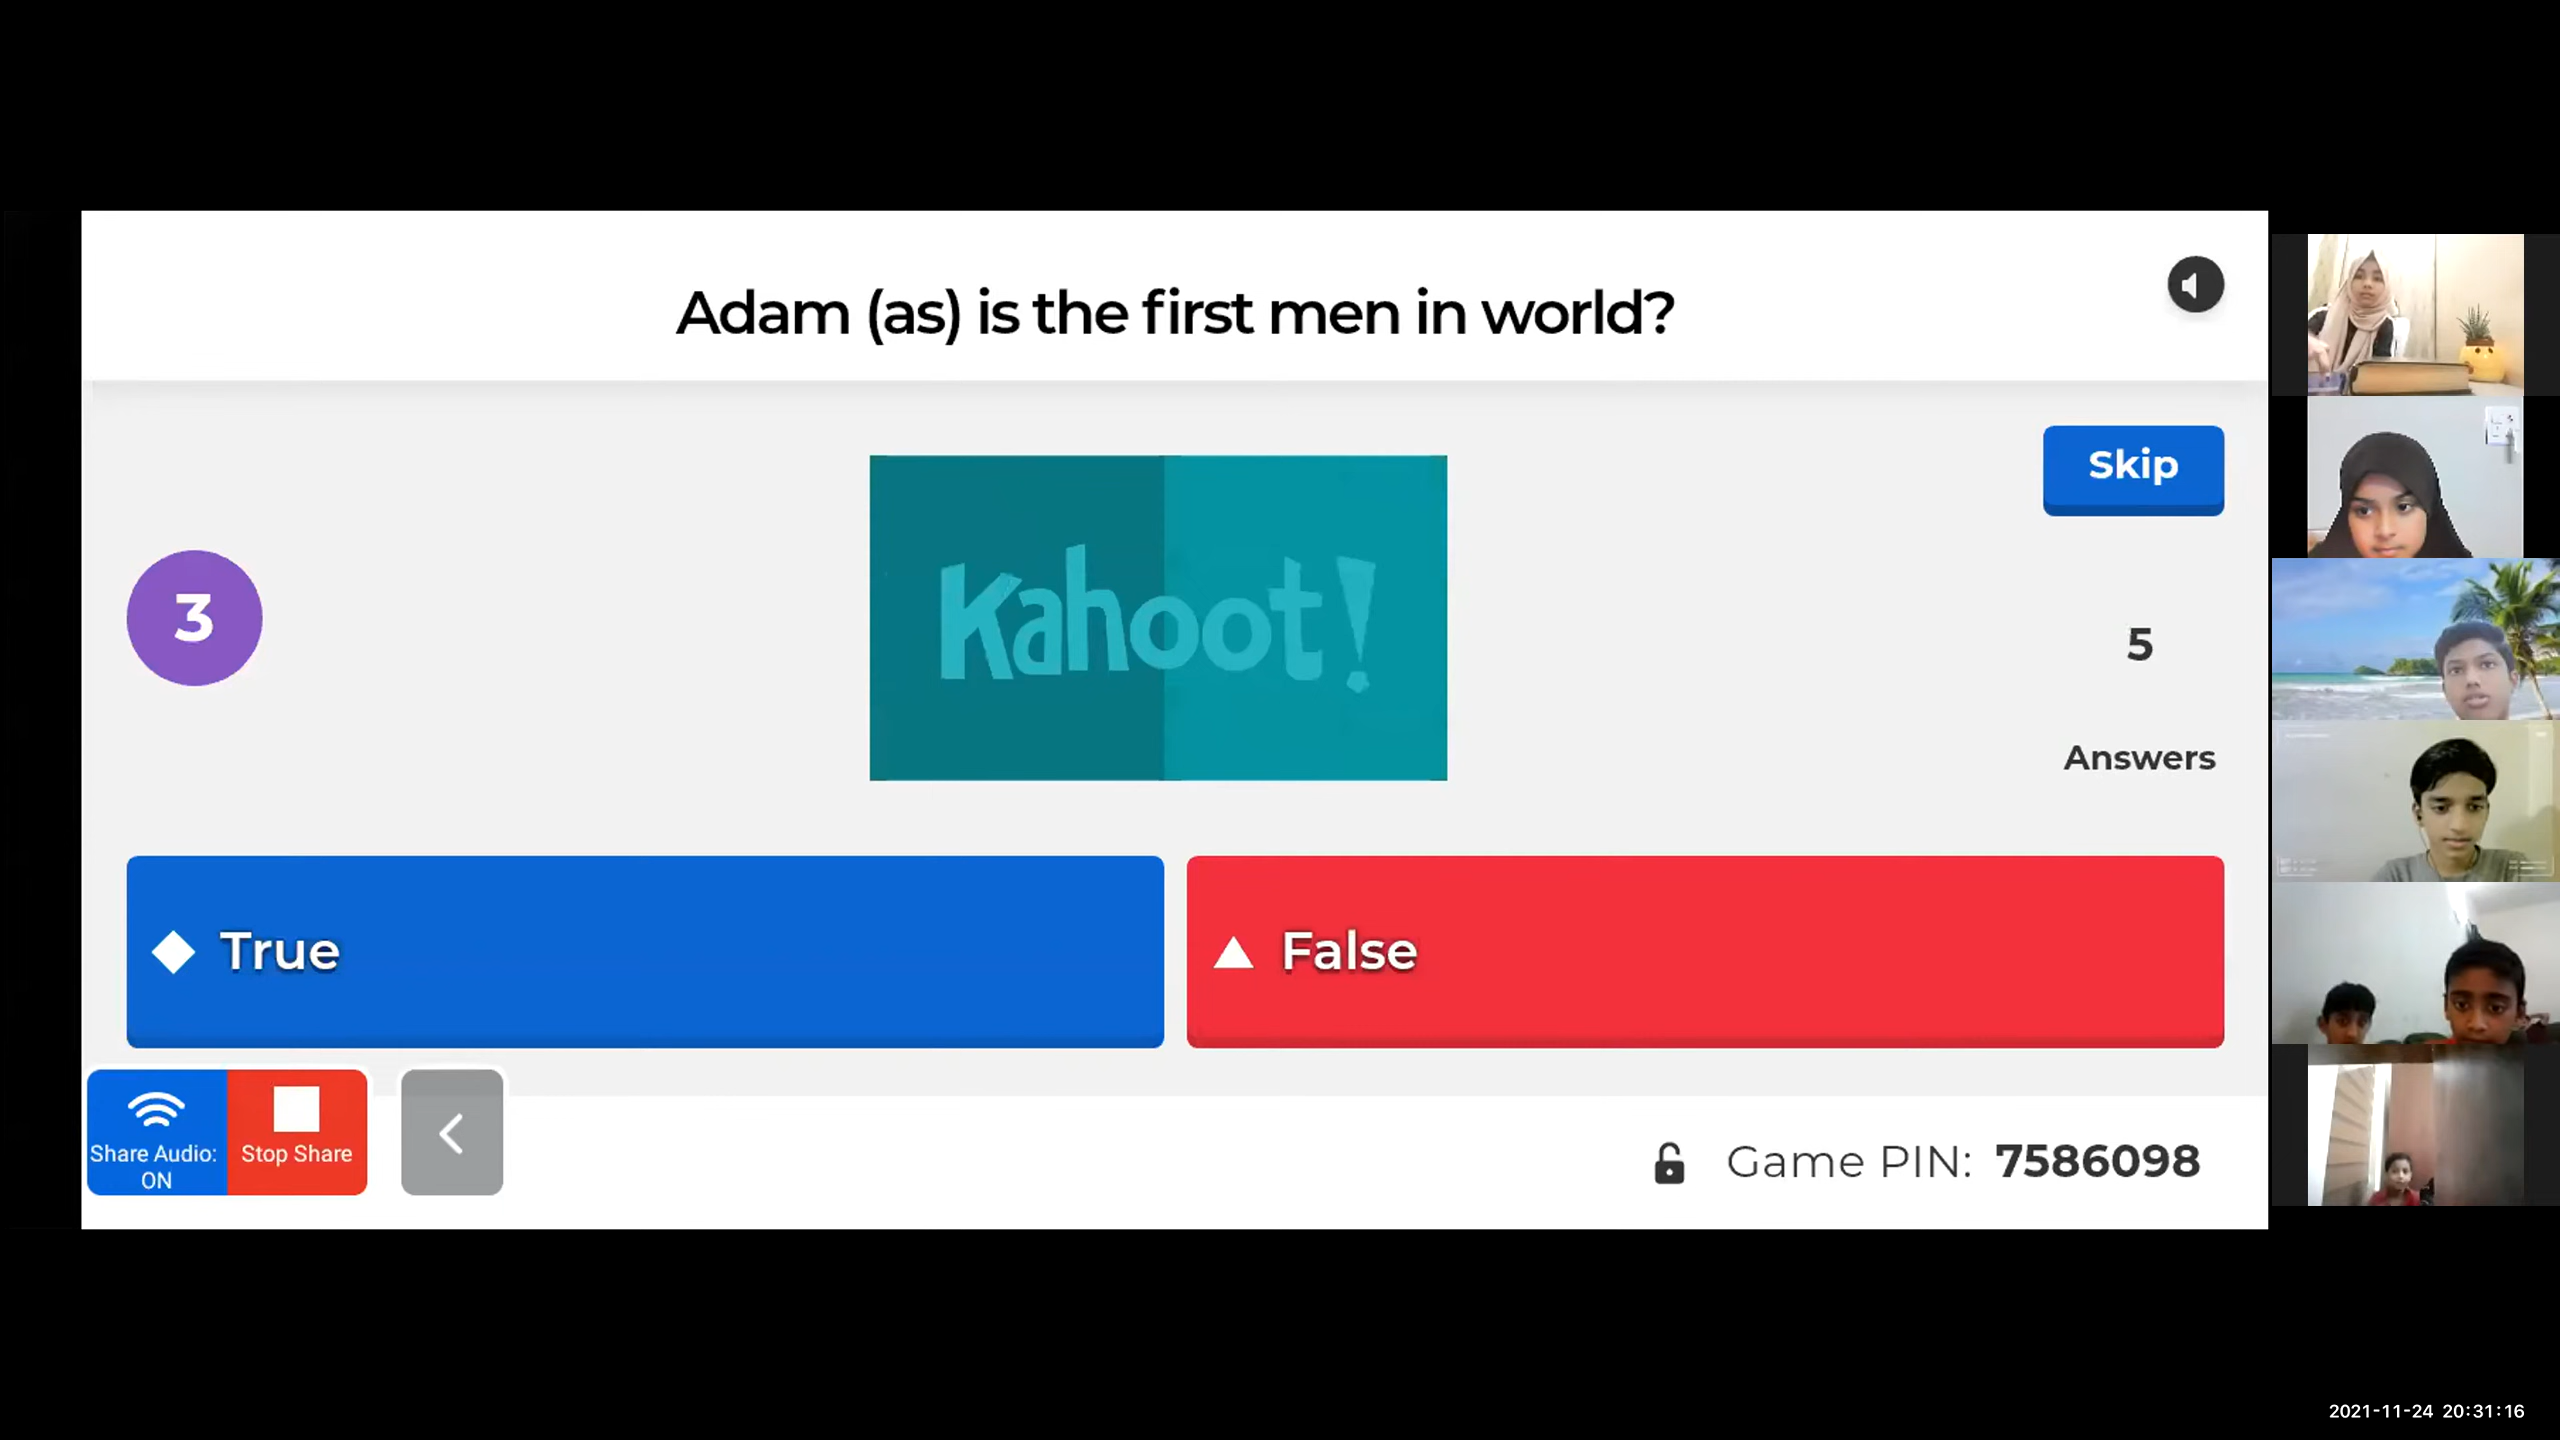 Adam (as) is the first men in world?
Skip
3
Kahoot!
5
Answers
True
False
Share Audio:
ON
Stop Share
Game PIN: 7586098
2021-11-24 20:31:16